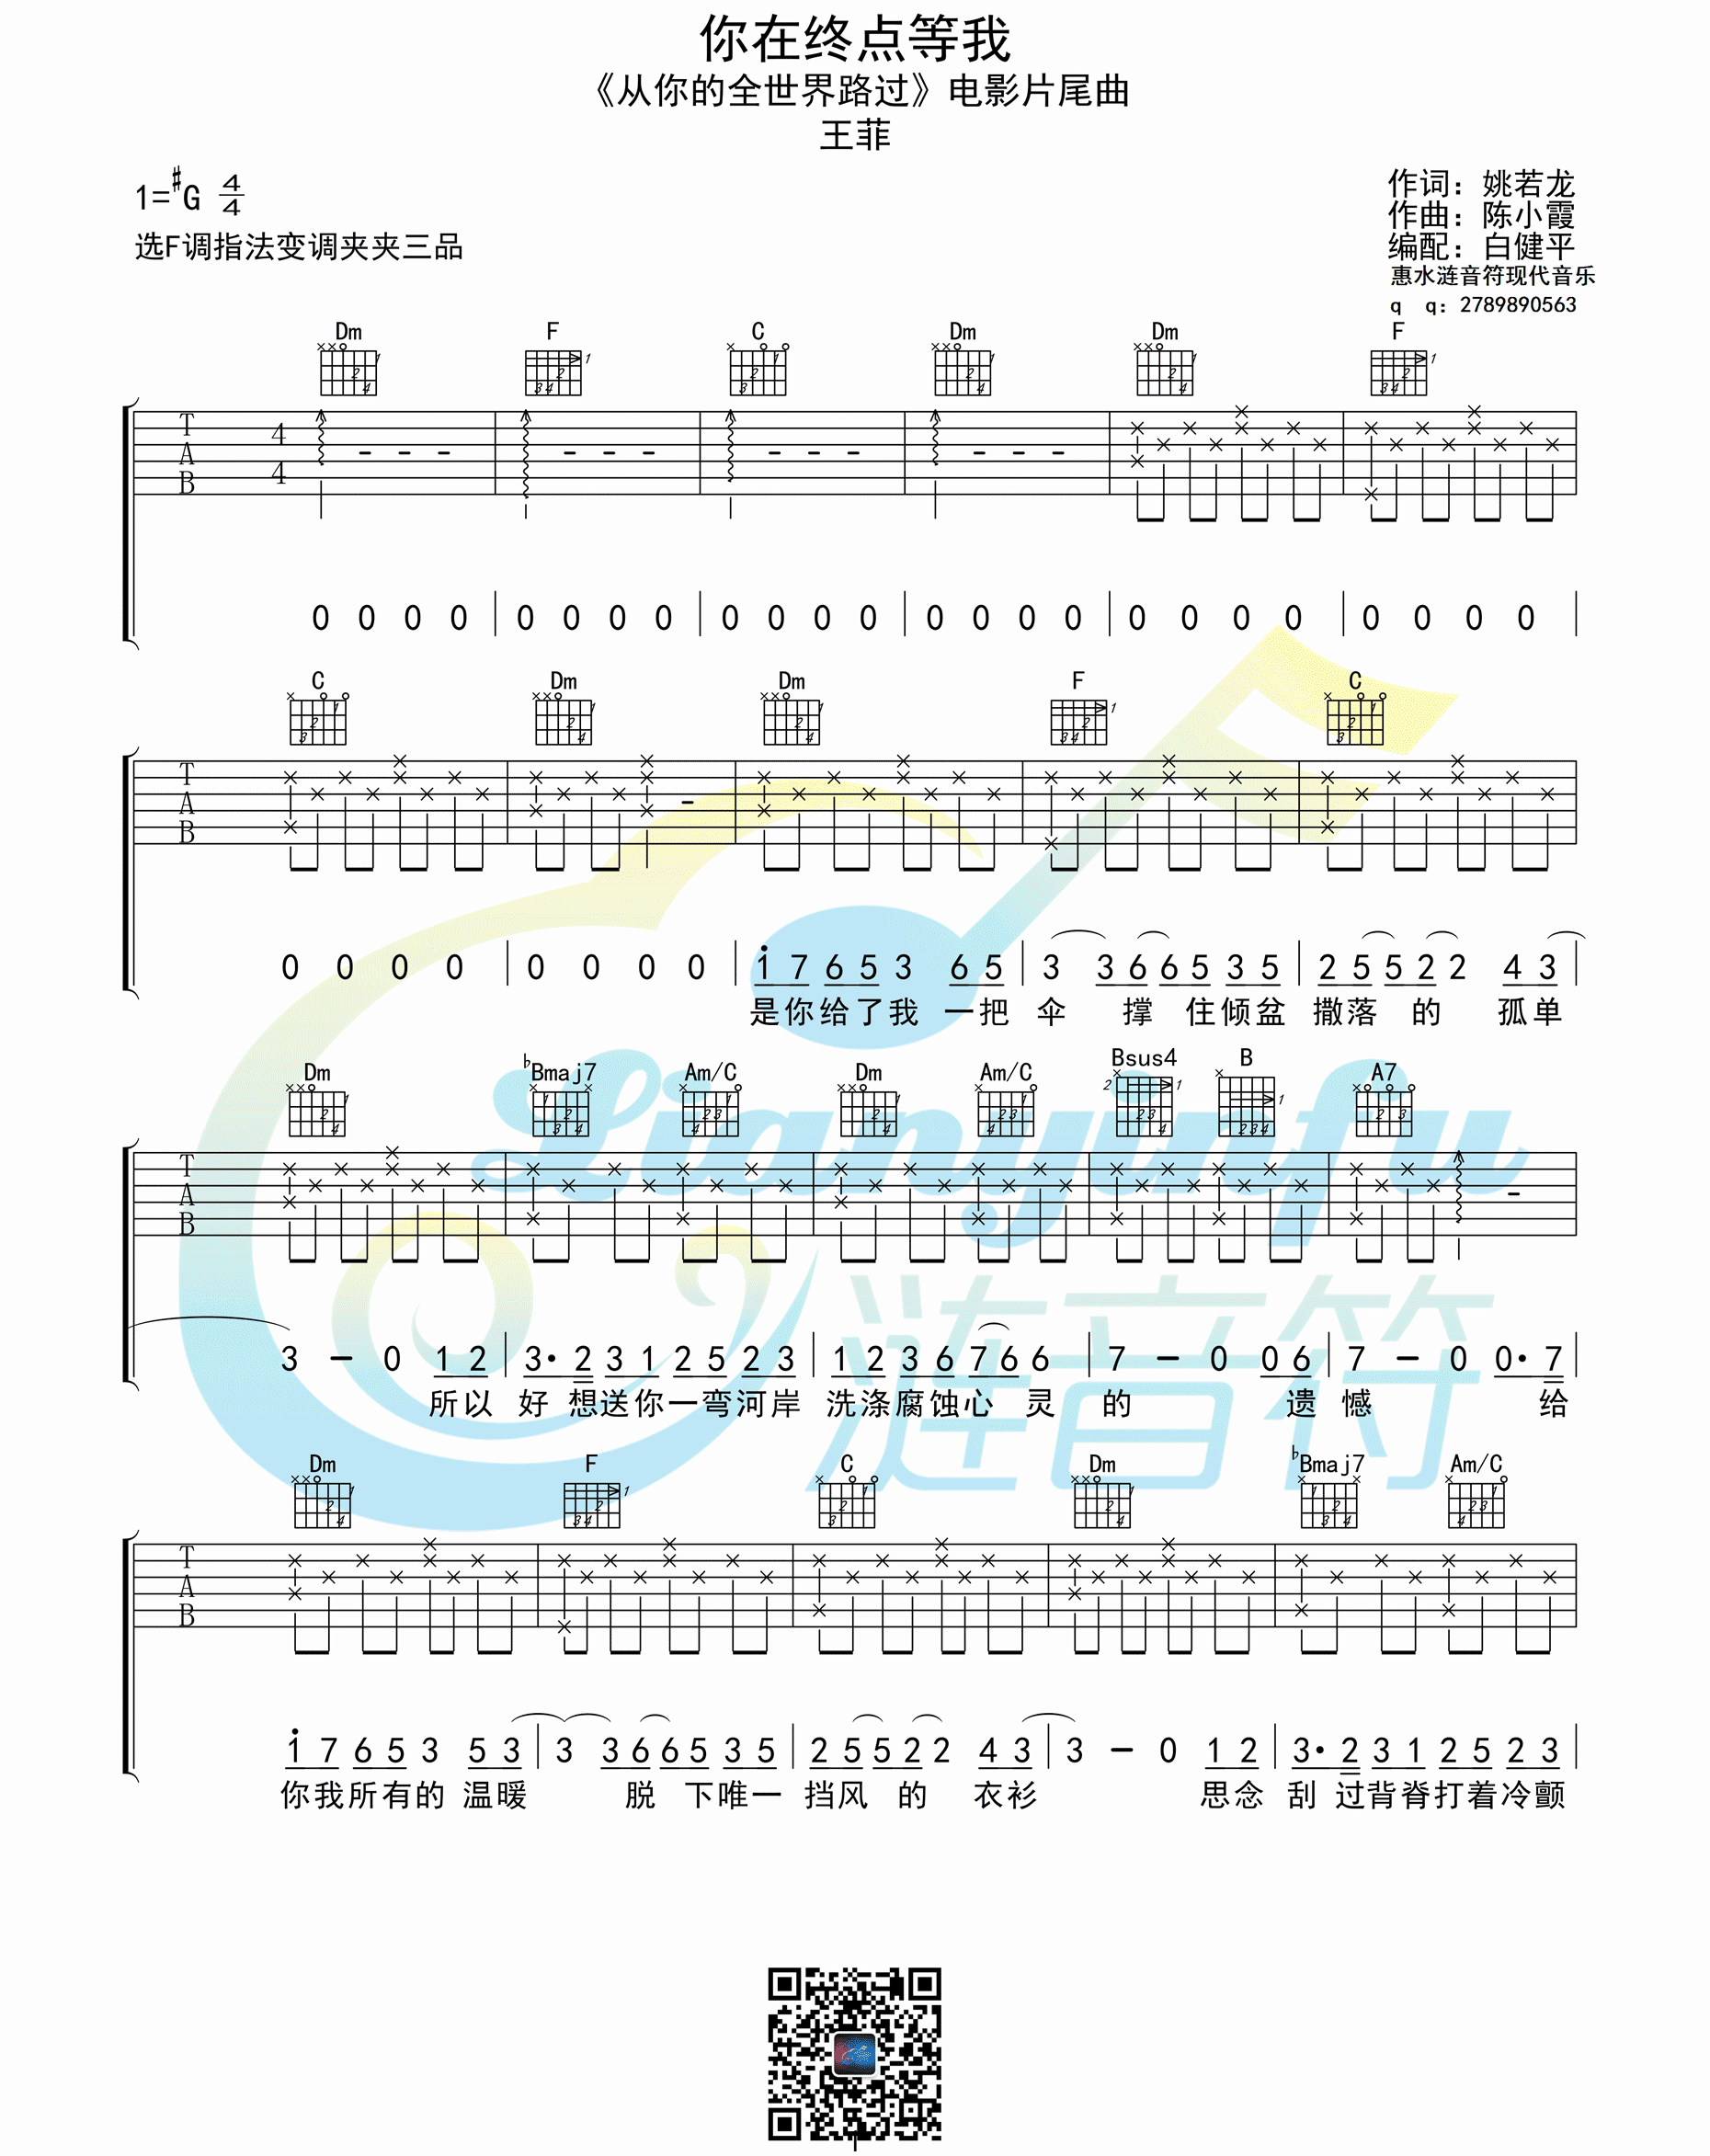 你在终点等我
《从你的全世界路过》电影片尾曲
王菲
1=#G 4/4
选F调指法变调夹夹三品
作词：姚若龙
作曲：陈小霞
编配：白健平
惠水涟音符现代音乐
q q：2789890563
Dm F C Dm Dm F
T A B 4 4
0 0 0 0 | 0 0 0 0 | 0 0 0 0 | 0 0 0 0 | 0 0 0 0 | 0 0 0 0 |
C Dm Dm F C
T A B
0 0 0 0 | 0 0 0 0 | 1 7 6 5 3 6 5 | 3 3 6 6 5 3 5 | 2 5 5 2 2 4 3 |
是你给了我 一把 伞 撑 住倾盆 撒落 的 孤单
Dm ♭Bmaj7 Am/C Dm Am/C Bsus4 B A7
T A B
3 – 0 1 2 | 3· 2 3 1 2 5 2 3 | 1 2 3 6 7 6 6 | 7 – 0 0 6 | 7 – 0 0· 7 |
所以 好 想送你一弯河岸 洗涤腐蚀心 灵 的 遗 憾 给
Lianyinfu
涟音符
Dm F C Dm ♭Bmaj7 Am/C
T A B
1 7 6 5 3 5 3 | 3 3 6 6 5 3 5 | 2 5 5 2 2 4 3 | 3 – 0 1 2 | 3· 2 3 1 2 5 2 3 |
你我所有的 温暖 脱 下唯一 挡风 的 衣衫 思念 刮 过背脊打着冷颤
1